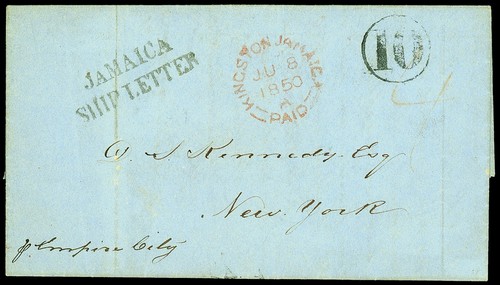 JAMAICA
SHIP LETTER
KINGSTON JAMAICA
JU 8
1850
A
PAID
10
Kennedy Esq
New York
p Empire City